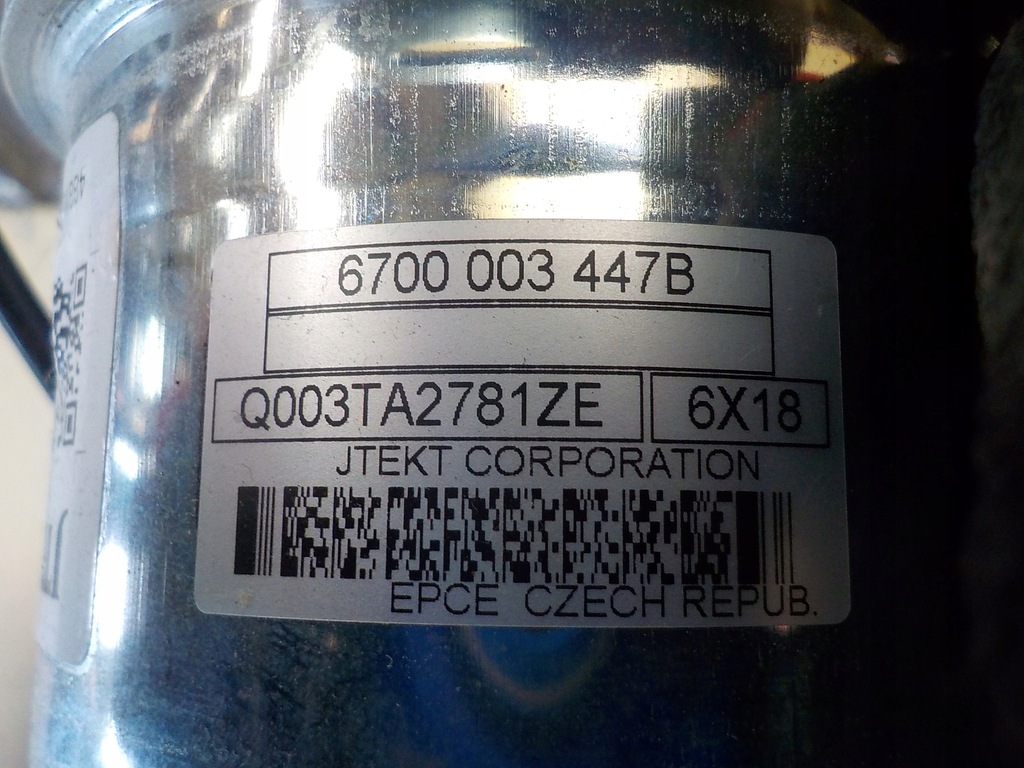 6700 003 447B
Q003TA2781ZE 6X18
JTEKT CORPORATION
EPCE CZECH REPUB.